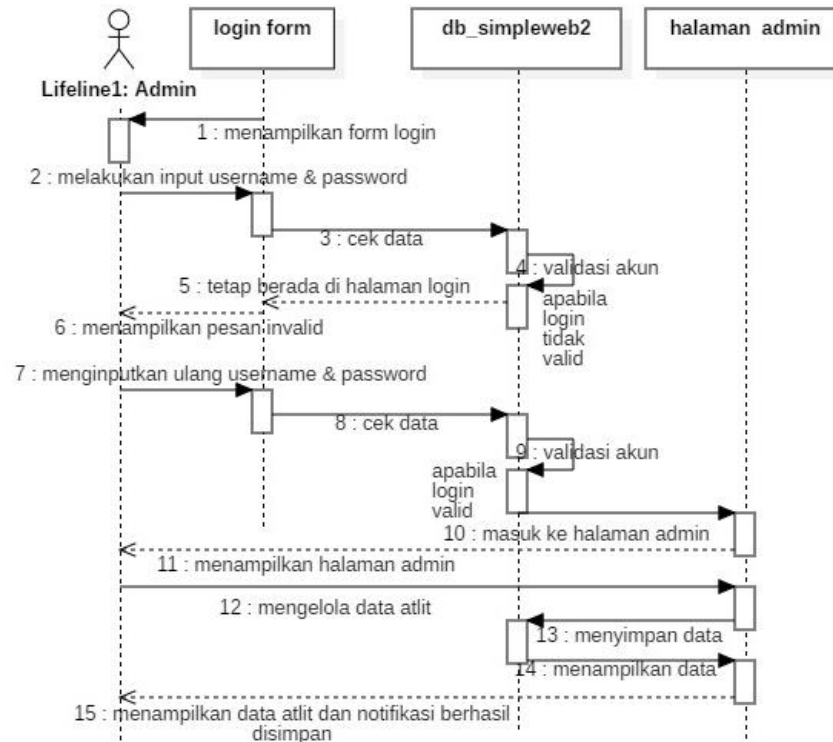 login form
db_simpleweb2
halaman admin
Lifeline1: Admin
1 : menampilkan form login
2 : melakukan input username & password
3 : cek data
4 : validasi akun
5 : tetap berada di halaman login
apabila
login
tidak
valid
6 : menampilkan pesan invalid
7 : menginputkan ulang username & password
8 : cek data
9 : validasi akun
apabila
login
valid
10 : masuk ke halaman admin
11 : menampilkan halaman admin
12 : mengelola data atlit
13 : menyimpan data
14 : menampilkan data
15 : menampilkan data atlit dan notifikasi berhasil
disimpan